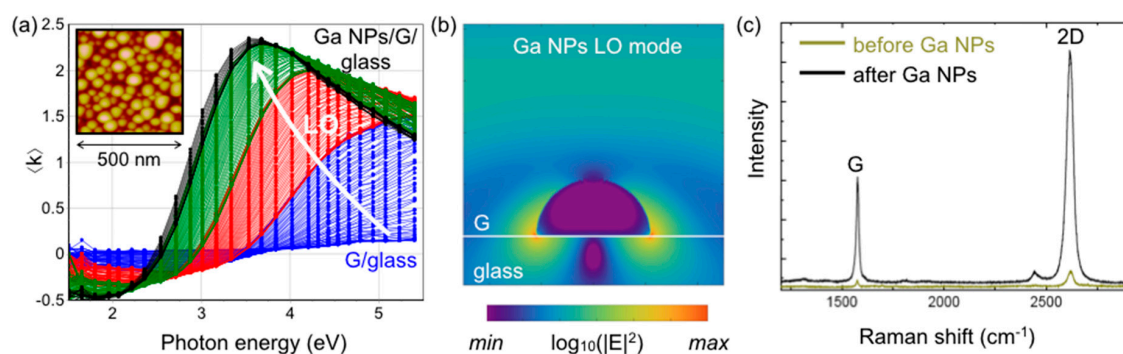 (a)
Ga NPs/G/
glass
LO
500 nm
G/glass
⟨k⟩
2.5
2.0
1.5
1.0
0.5
0
-0.5
2
3
4
5
Photon energy (eV)
(b)
Ga NPs LO mode
G
glass
min log₁₀(|E|²) max
(c)
before Ga NPs
after Ga NPs
2D
G
Intensity
1500
2000
2500
Raman shift (cm⁻¹)